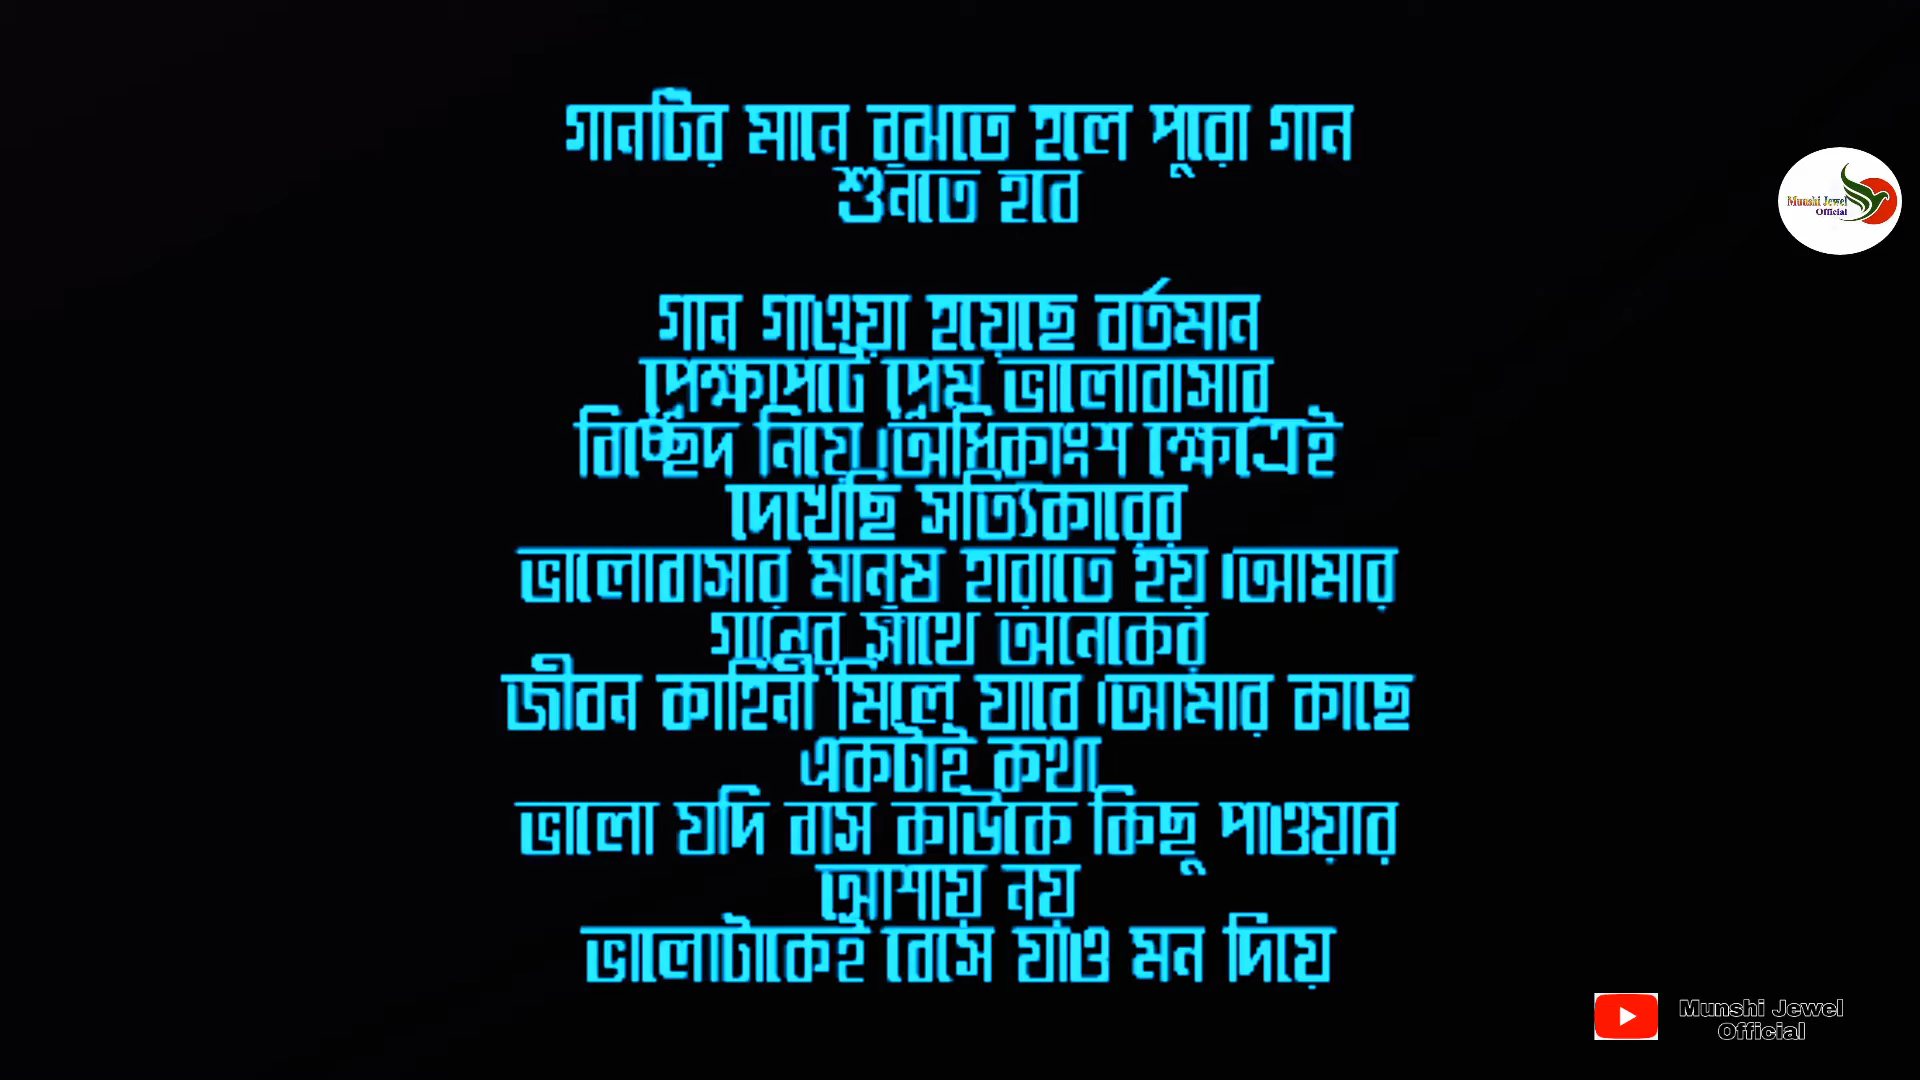 গানটির মানে বুঝতে হলে পুরো গান
শুনতে হবে
গান গাওয়া হয়েছে বর্তমান
প্রেক্ষাপটে প্রেম ভালোবাসার
বিচ্ছেদ নিয়ে।অধিকাংশ ক্ষেত্রেই
দেখেছি সত্যিকারের
ভালোবাসার মানুষ হারাতে হয়।আমার
গানের সাথে অনেকের
জীবন কাহিনী মিলে যাবে।আমার কাছে
একটাই কথা
ভালো যদি বাস কাউকে কিছু পাওয়ার
আশায় নয়
ভালোটাকেই বেসে যাও মন দিয়ে
Munshi Jewel
Official
Munshi Jewel
Official